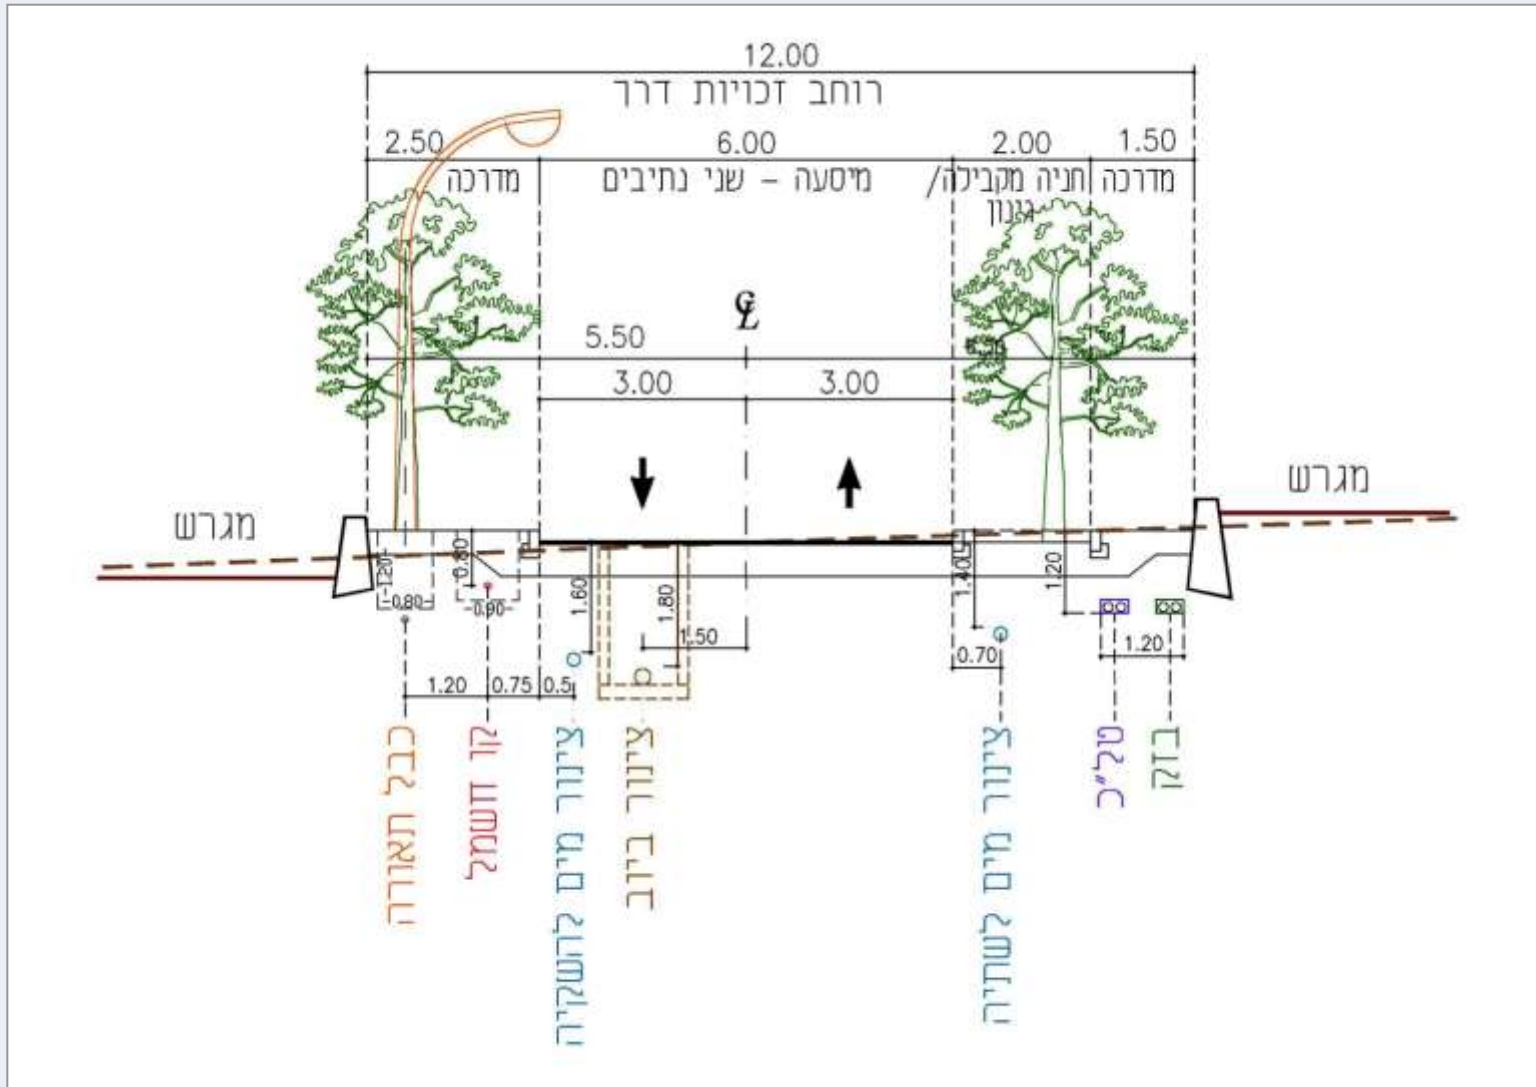 12.00
רוחב זכויות דרך
2.50
6.00
2.00
1.50
מדרכה
מיסעה - שני נתיבים
חניה מקבילה/
גינון
מדרכה
5.50
3.00
3.00
מגרש
מגרש
1.20
0.80
0.80
0.90
1.60
1.80
1.50
1.40
1.20
0.70
1.20
1.20
0.75
0.5
כבל תאורה
קו חשמל
צינור מים להשקיה
צינור ביוב
צינור מים לשתיה
טל"כ
בזק